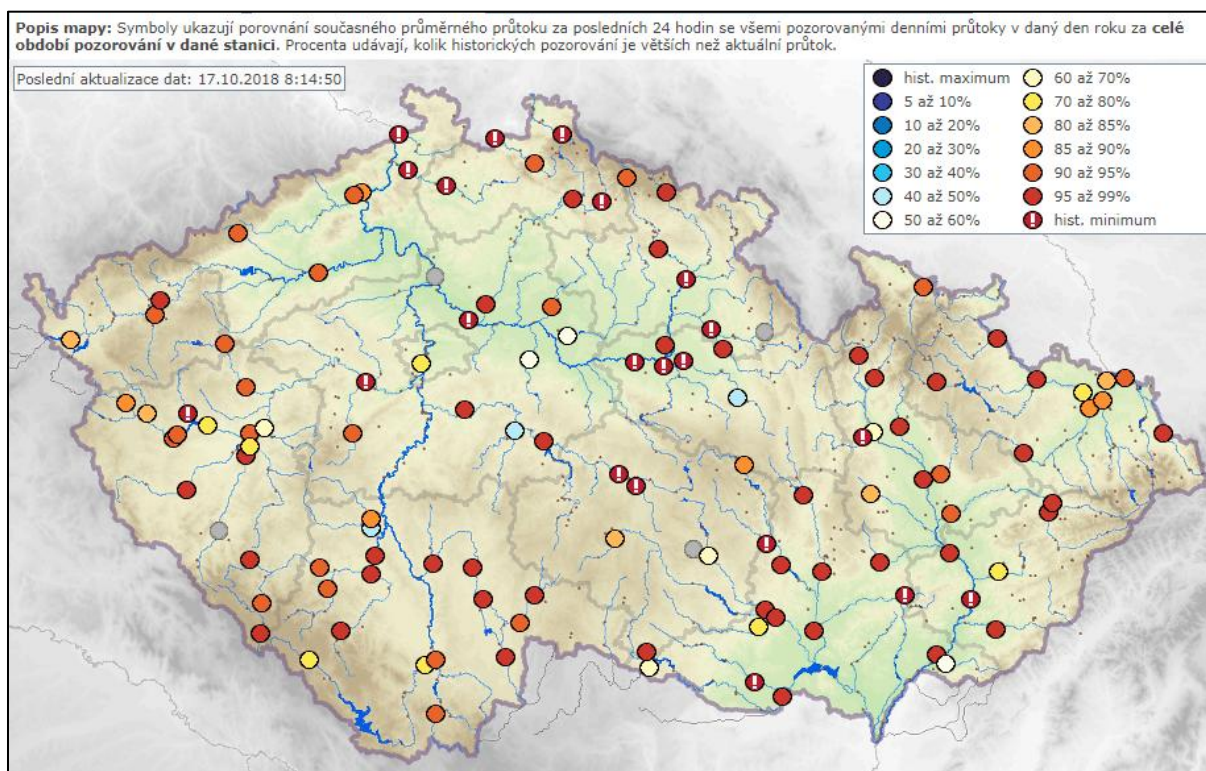 Popis mapy: Symboly ukazují porovnání současného průměrného průtoku za posledních 24 hodin se všemi pozorovanými denními průtoky v daný den roku za celé
období pozorování v dané stanici. Procenta udávají, kolik historických pozorování je větších než aktuální průtok.
Poslední aktualizace dat: 17.10.2018 8:14:50
hist. maximum
5 až 10%
10 až 20%
20 až 30%
30 až 40%
40 až 50%
50 až 60%
60 až 70%
70 až 80%
80 až 85%
85 až 90%
90 až 95%
95 až 99%
hist. minimum